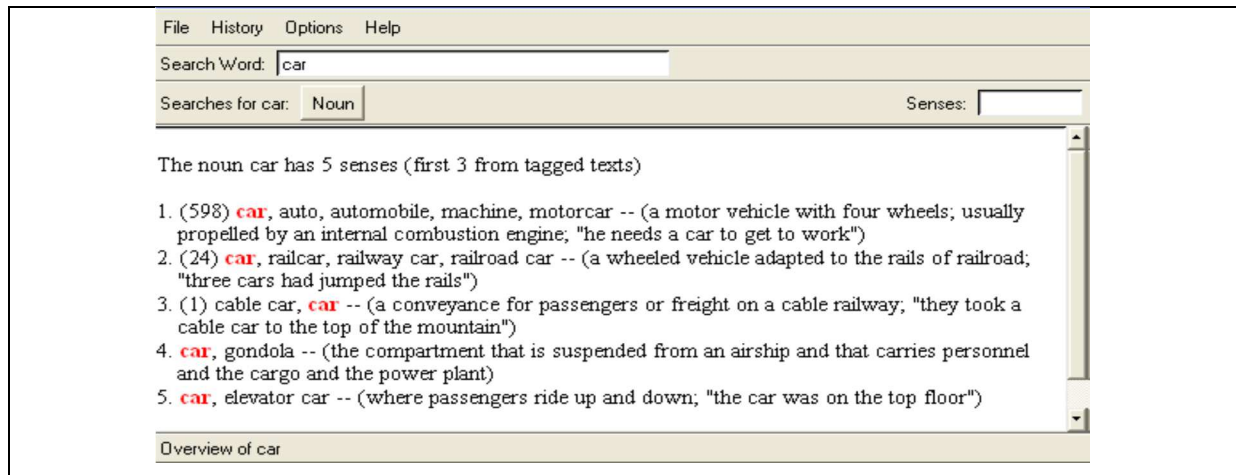 File History Options Help
Search Word: car
Searches for car: Noun Senses:
The noun car has 5 senses (first 3 from tagged texts)
1. (598) car, auto, automobile, machine, motorcar -- (a motor vehicle with four wheels; usually
propelled by an internal combustion engine; "he needs a car to get to work")
2. (24) car, railcar, railway car, railroad car -- (a wheeled vehicle adapted to the rails of railroad;
"three cars had jumped the rails")
3. (1) cable car, car -- (a conveyance for passengers or freight on a cable railway; "they took a
cable car to the top of the mountain")
4. car, gondola -- (the compartment that is suspended from an airship and that carries personnel
and the cargo and the power plant)
5. car, elevator car -- (where passengers ride up and down; "the car was on the top floor")
Overview of car